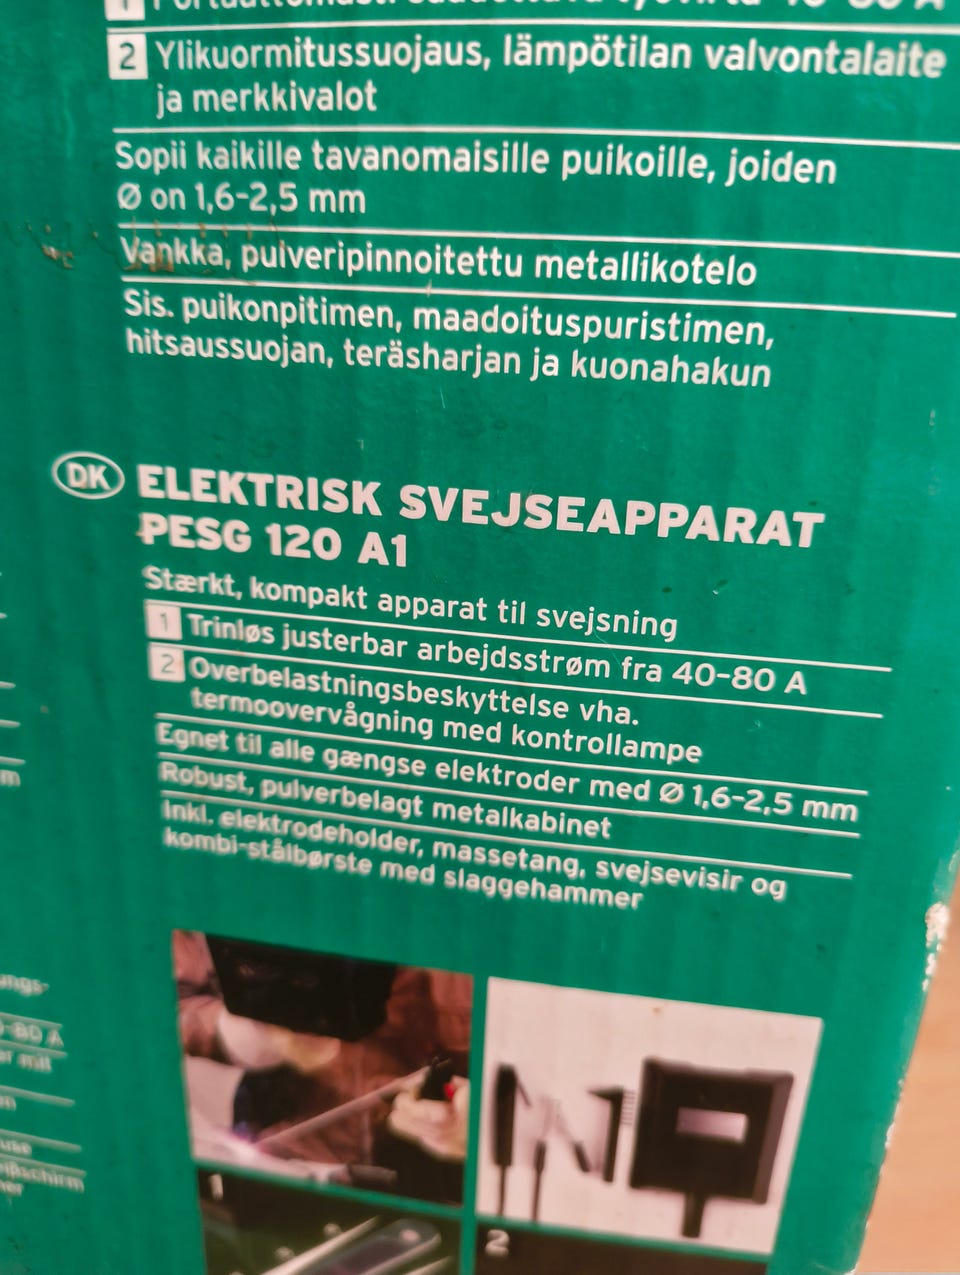 1
2 Ylikuormitussuojaus, lämpötilan valvontalaite
ja merkkivalot
Sopii kaikille tavanomaisille puikoille, joiden
Ø on 1,6-2,5 mm
Vankka, pulveripinnoitettu metallikotelo
Sis. puikonpitimen, maadoituspuristimen,
hitsaussuojan, teräsharjan ja kuonahakun
DK ELEKTRISK SVEJSEAPPARAT
PESG 120 A1
Stærkt, kompakt apparat til svejsning
1 Trinløs justerbar arbejdsstrøm fra 40-80 A
2 Overbelastningsbeskyttelse vha.
termoovervågning med kontrollampe
Egnet til alle gængse elektroder med Ø 1,6-2,5 mm
Robust, pulverbelagt metalkabinet
Inkl. elektrodeholder, massetang, svejsevisir og
kombi-stålbørste med slaggehammer
ungs-
-80 A
1
2